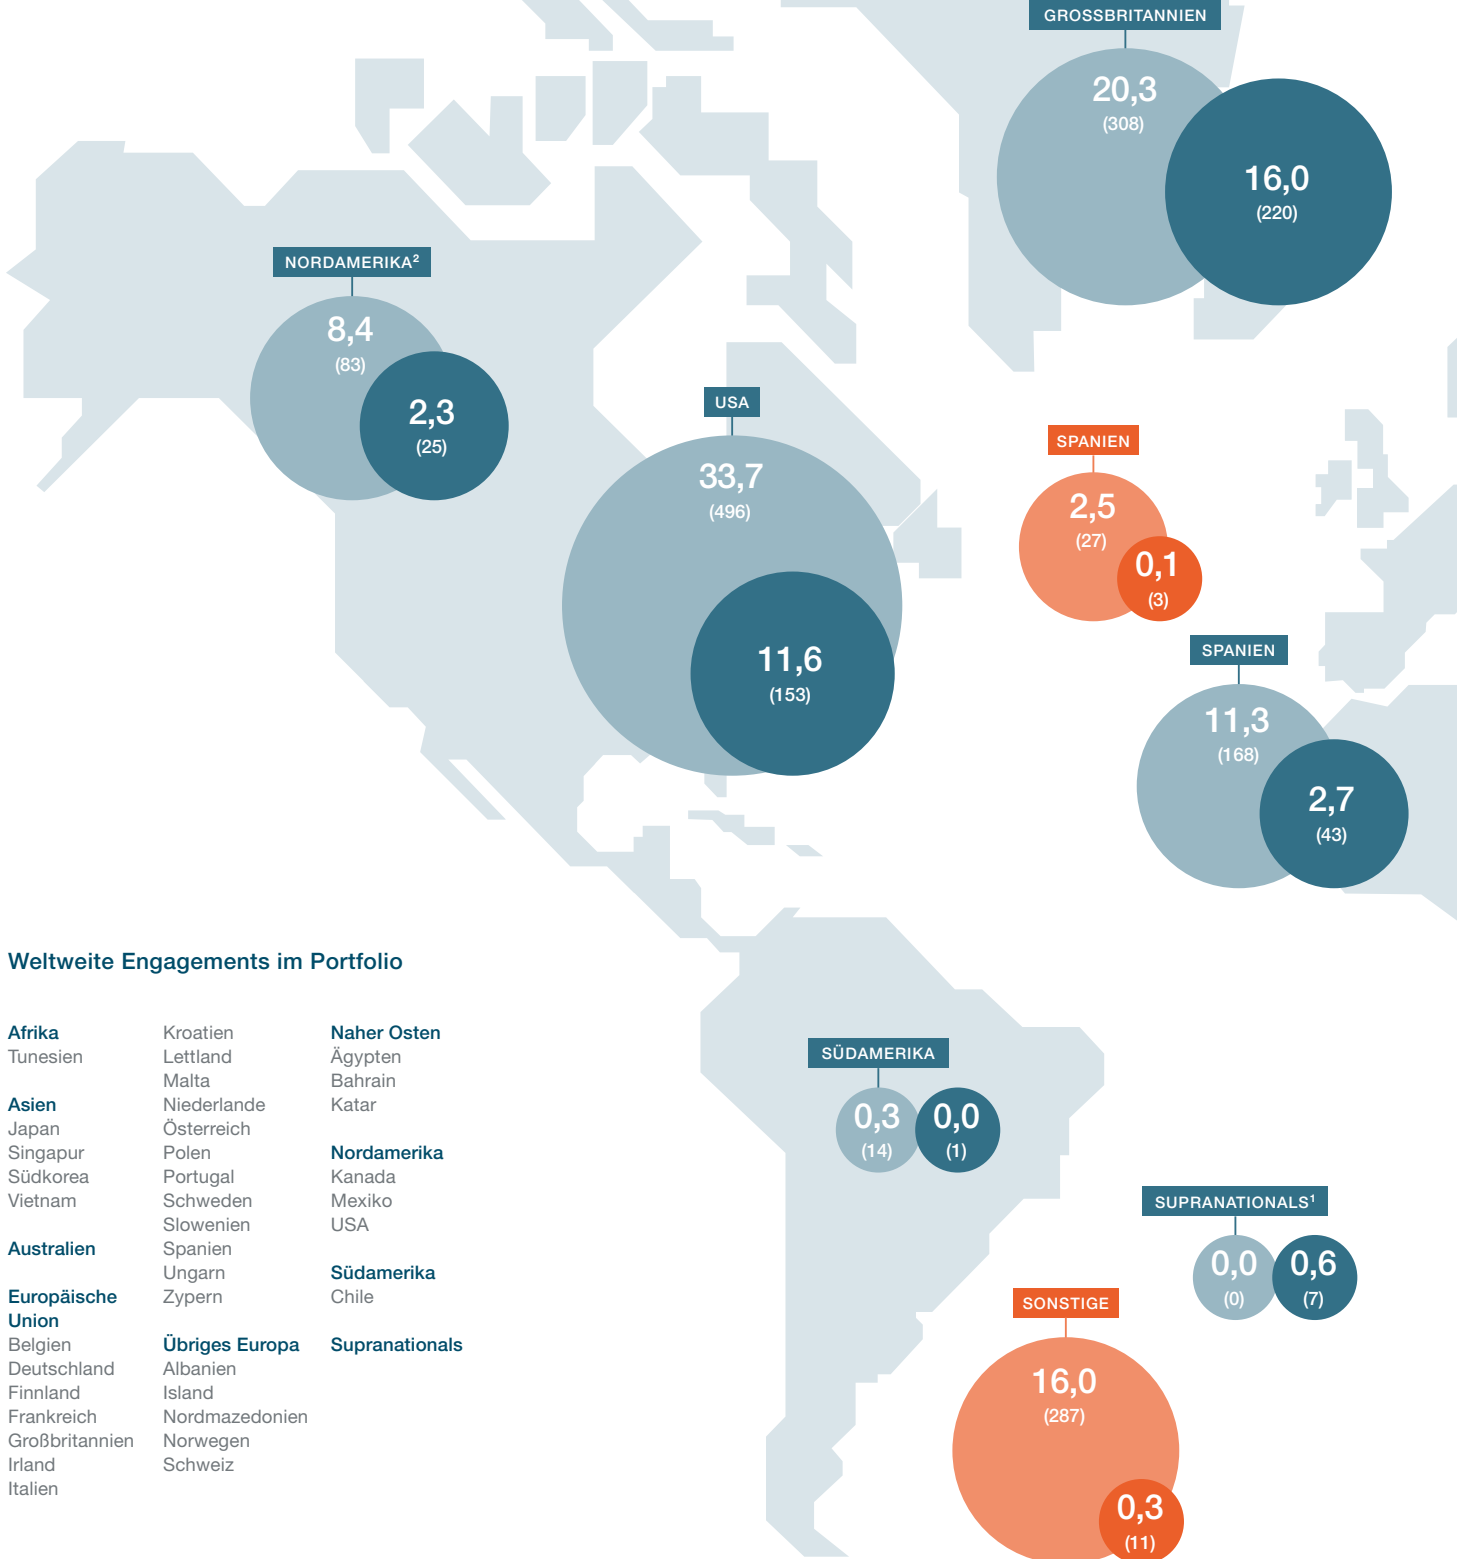 GROSSBRITANNIEN
20,3
(308)
16,0
(220)
NORDAMERIKA²
8,4
(83)
2,3
(25)
USA
33,7
(496)
11,6
(153)
SPANIEN
2,5
(27)
0,1
(3)
SPANIEN
11,3
(168)
2,7
(43)
SÜDAMERIKA
0,3
(14)
0,0
(1)
SUPRANATIONALS¹
0,0
(0)
0,6
(7)
SONSTIGE
16,0
(287)
0,3
(11)
Weltweite Engagements im Portfolio
Afrika
Tunesien
Asien
Japan
Singapur
Südkorea
Vietnam
Australien
Europäische
Union
Belgien
Deutschland
Finnland
Frankreich
Großbritannien
Irland
Italien
Kroatien
Lettland
Malta
Niederlande
Österreich
Polen
Portugal
Schweden
Slowenien
Spanien
Ungarn
Zypern
Übriges Europa
Albanien
Island
Nordmazedonien
Norwegen
Schweiz
Naher Osten
Ägypten
Bahrain
Katar
Nordamerika
Kanada
Mexiko
USA
Südamerika
Chile
Supranationals